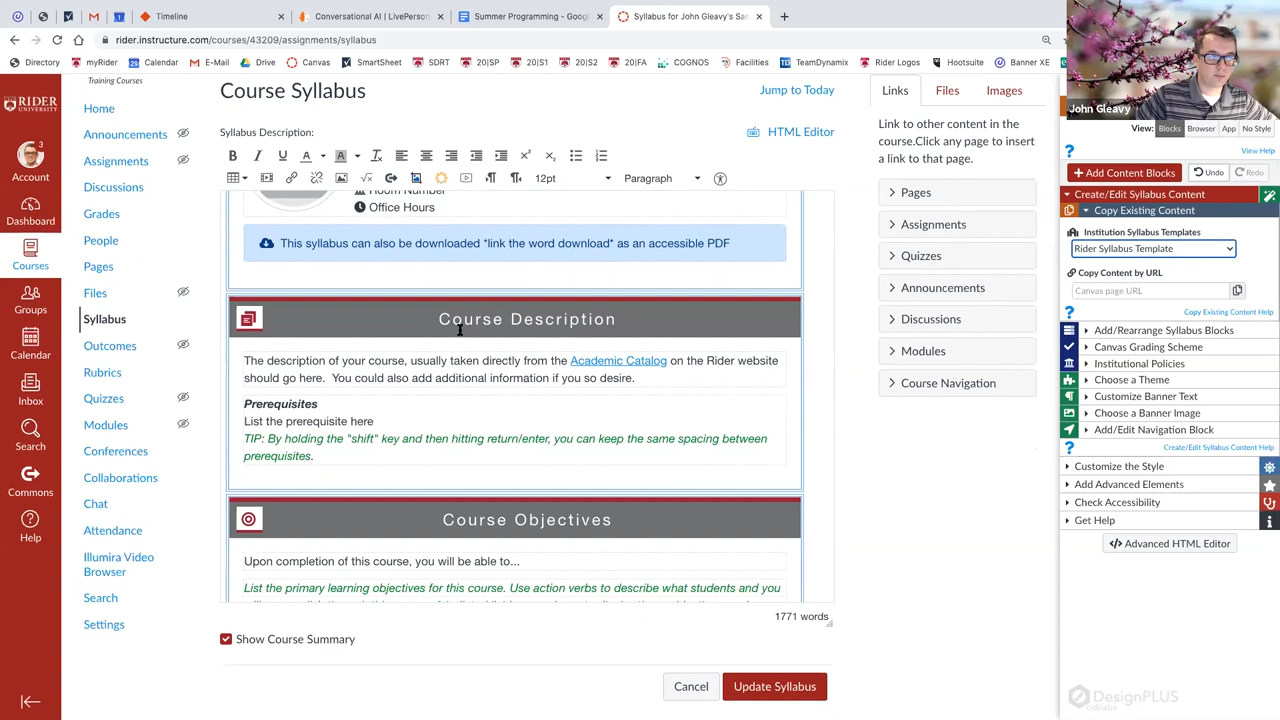 Timeline
Conversational AI | LivePerson
Summer Programming - Goog
Syllabus for John Gleavy's San
rider.instructure.com/courses/43209/assignments/syllabus
Directory myRider Calendar E-Mail Drive Canvas SmartSheet SDRT 20|SP 20|S1 20|S2 20|FA COGNOS Facilities TeamDynamix Rider Logos Hootsuite Banner XE
John Gleavy
RIDER
UNIVERSITY
3
Account
Dashboard
Courses
Groups
Calendar
Inbox
Search
Commons
Help
Training Courses
Home
Announcements
Assignments
Discussions
Grades
People
Pages
Files
Syllabus
Outcomes
Rubrics
Quizzes
Modules
Conferences
Collaborations
Chat
Attendance
Illumira Video
Browser
Search
Settings
Course Syllabus
Jump to Today
Syllabus Description:
HTML Editor
12pt
Paragraph
Room Number
Office Hours
This syllabus can also be downloaded *link the word download* as an accessible PDF
Course Description
The description of your course, usually taken directly from the Academic Catalog on the Rider website
should go here. You could also add additional information if you so desire.
Prerequisites
List the prerequisite here
TIP: By holding the "shift" key and then hitting return/enter, you can keep the same spacing between
prerequisites.
Course Objectives
Upon completion of this course, you will be able to...
List the primary learning objectives for this course. Use action verbs to describe what students and you
1771 words
Show Course Summary
Cancel
Update Syllabus
Links
Files
Images
Link to other content in the
course.Click any page to insert
a link to that page.
Pages
Assignments
Quizzes
Announcements
Discussions
Modules
Course Navigation
View: Blocks Browser App No Style
View Help
Add Content Blocks
Undo
Redo
Create/Edit Syllabus Content
Copy Existing Content
Institution Syllabus Templates
Rider Syllabus Template
Copy Content by URL
Canvas page URL
Copy Existing Content Help
Add/Rearrange Syllabus Blocks
Canvas Grading Scheme
Institutional Policies
Choose a Theme
Customize Banner Text
Choose a Banner Image
Add/Edit Navigation Block
Create/Edit Syllabus Content Help
Customize the Style
Add Advanced Elements
Check Accessibility
Get Help
</> Advanced HTML Editor
DesignPLUS
cidilabs